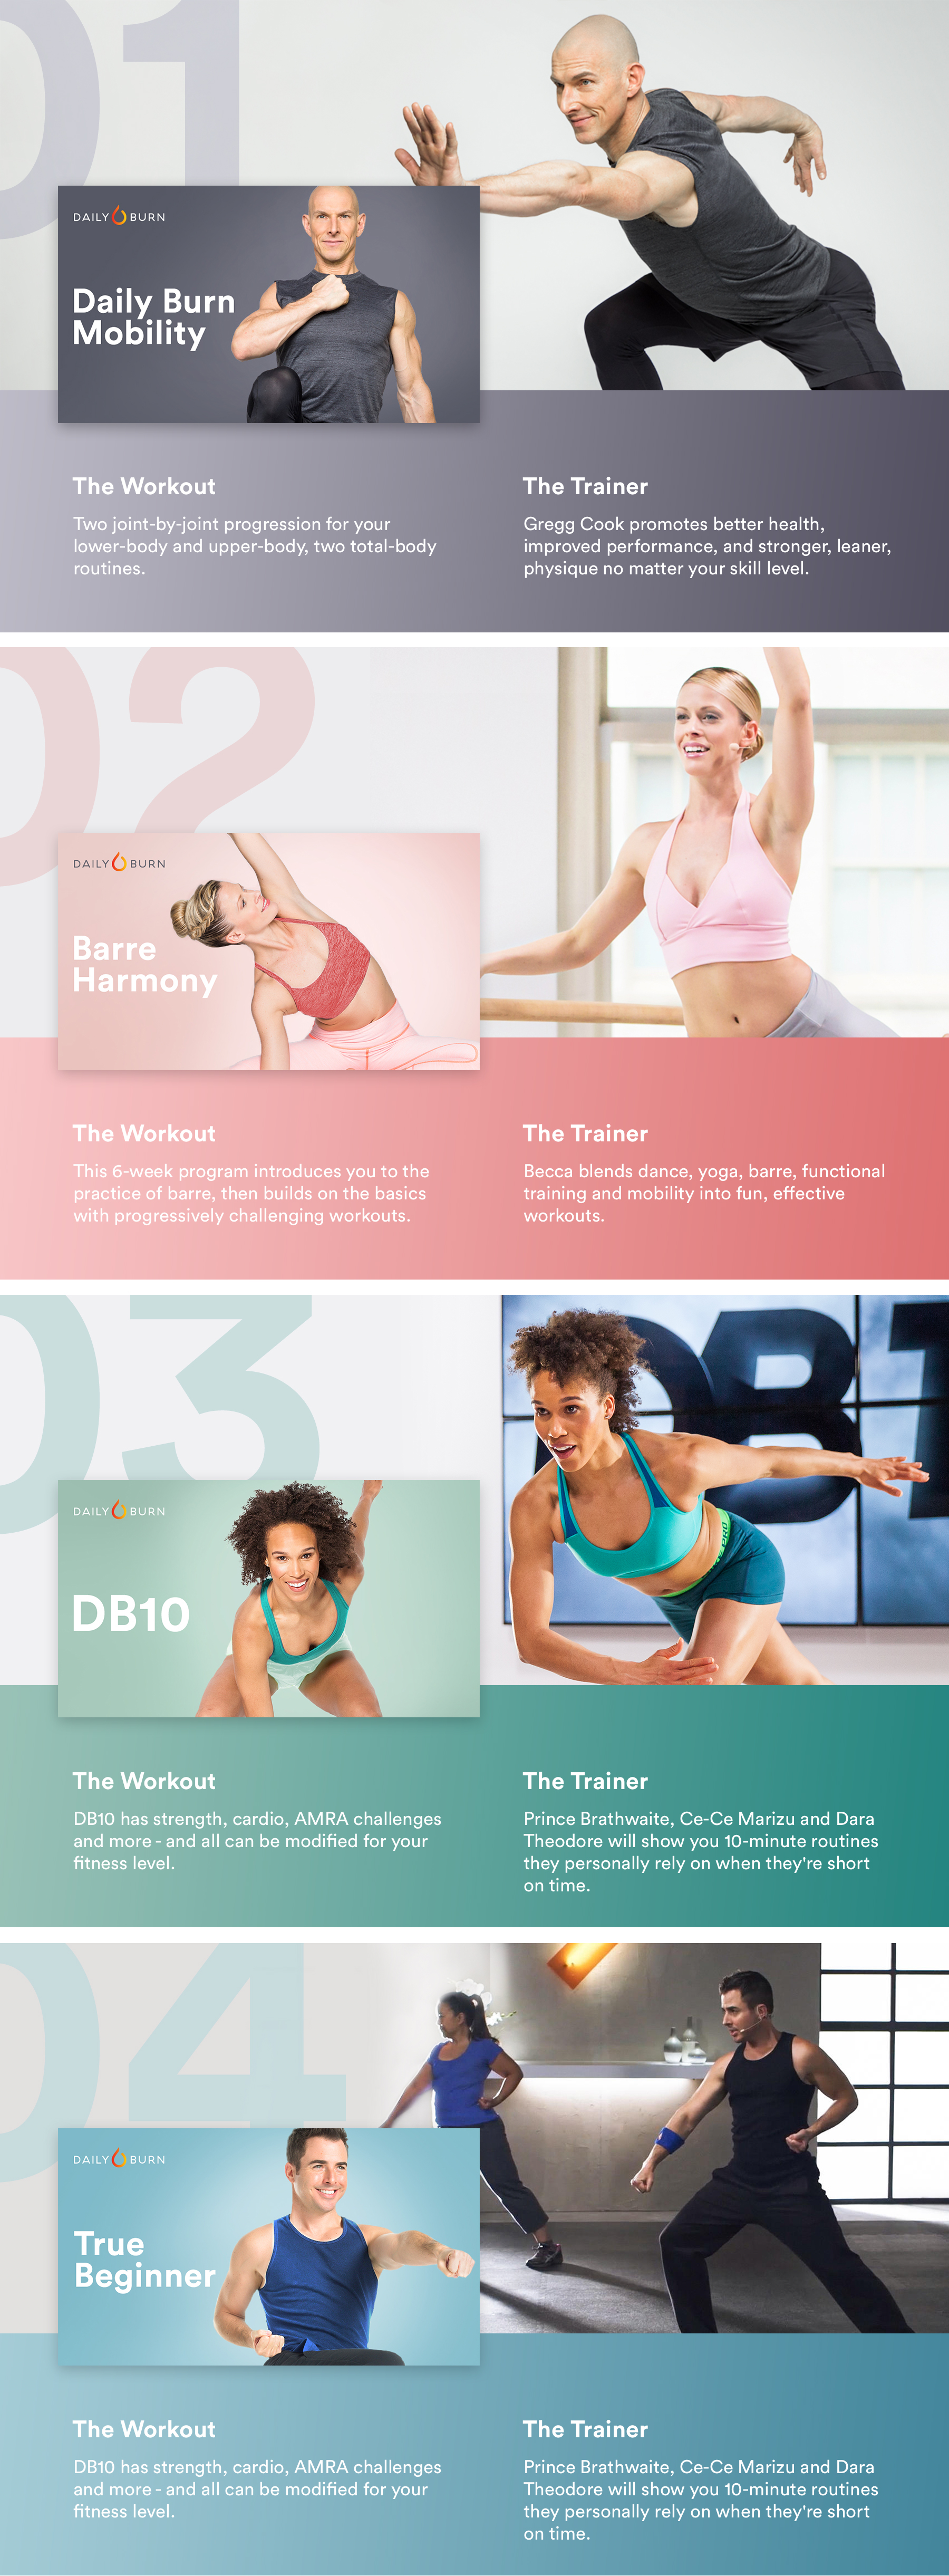 01
DAILY BURN
Daily Burn
Mobility
The Workout
Two joint-by-joint progression for your
lower-body and upper-body, two total-body
routines.
The Trainer
Gregg Cook promotes better health,
improved performance, and stronger, leaner,
physique no matter your skill level.
02
DAILY BURN
Barre
Harmony
The Workout
This 6-week program introduces you to the
practice of barre, then builds on the basics
with progressively challenging workouts.
The Trainer
Becca blends dance, yoga, barre, functional
training and mobility into fun, effective
workouts.
03
DB1
DAILY BURN
DB10
The Workout
DB10 has strength, cardio, AMRA challenges
and more - and all can be modified for your
fitness level.
The Trainer
Prince Brathwaite, Ce-Ce Marizu and Dara
Theodore will show you 10-minute routines
they personally rely on when they're short
on time.
04
DAILY BURN
True
Beginner
The Workout
DB10 has strength, cardio, AMRA challenges
and more - and all can be modified for your
fitness level.
The Trainer
Prince Brathwaite, Ce-Ce Marizu and Dara
Theodore will show you 10-minute routines
they personally rely on when they're short
on time.